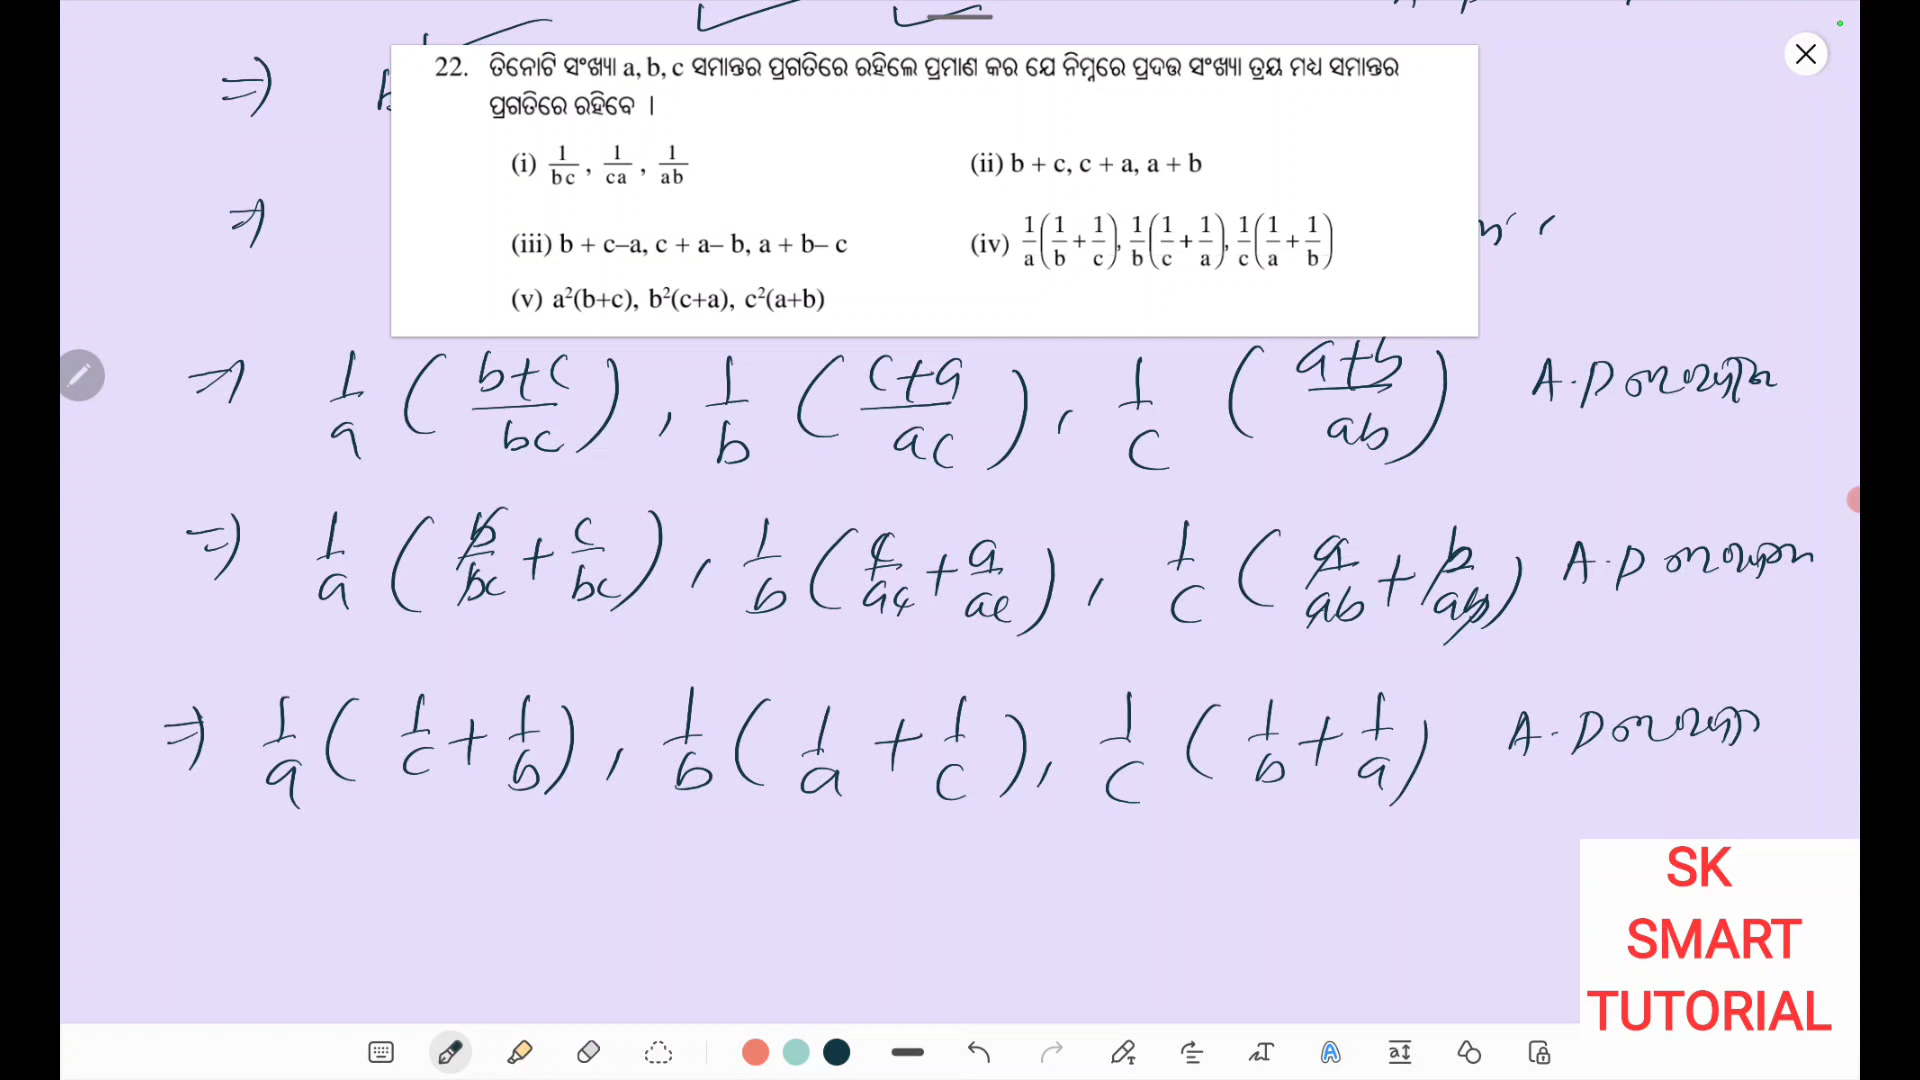 22. ତିନୋଟି ସଂଖ୍ୟା a, b, c ସମାନ୍ତର ପ୍ରଗତିରେ ରହିଲେ ପ୍ରମାଣ କର ଯେ ନିମ୍ନରେ ପ୍ରଦତ୍ତ ସଂଖ୍ୟା ତ୍ରୟ ମଧ୍ୟ ସମାନ୍ତର
⇒ ପ୍ରଗତିରେ ରହିବେ ।
(i) 1/bc , 1/ca , 1/ab (ii) b + c, c + a, a + b
⇒ (iii) b + c–a, c + a– b, a + b– c (iv) 1/a(1/b + 1/c), 1/b(1/c + 1/a), 1/c(1/a + 1/b)
(v) a²(b+c), b²(c+a), c²(a+b)
⇒ 1/a (b+c/bc) , 1/b (c+a/ac) , 1/c (a+b/ab) A.P
⇒ 1/a (b/bc + c/bc) , 1/b (c/ac + a/ac) , 1/c (a/ab + b/ab) A.P
⇒ 1/a (1/c + 1/b) , 1/b (1/a + 1/c) , 1/c (1/b + 1/a) A.P
SK
SMART
TUTORIAL